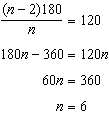 (n − 2)180 / n = 120
180n − 360 = 120n
60n = 360
n = 6